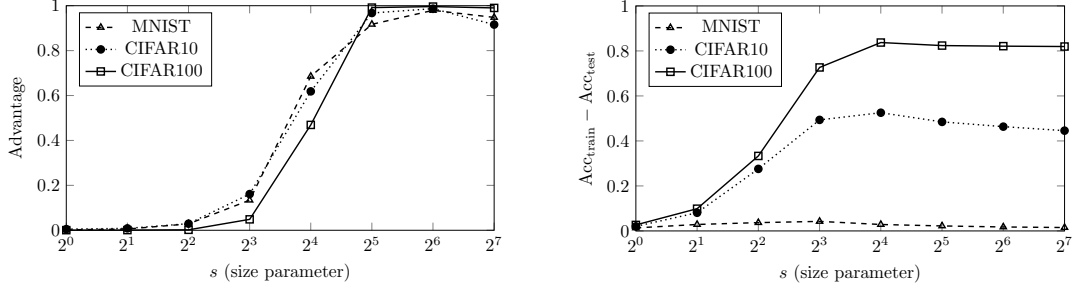 MNIST
CIFAR10
CIFAR100
Advantage
1
0.8
0.6
0.4
0.2
0
2^0 2^1 2^2 2^3 2^4 2^5 2^6 2^7
s (size parameter)
MNIST
CIFAR10
CIFAR100
Acc_train − Acc_test
1
0.8
0.6
0.4
0.2
0
2^0 2^1 2^2 2^3 2^4 2^5 2^6 2^7
s (size parameter)